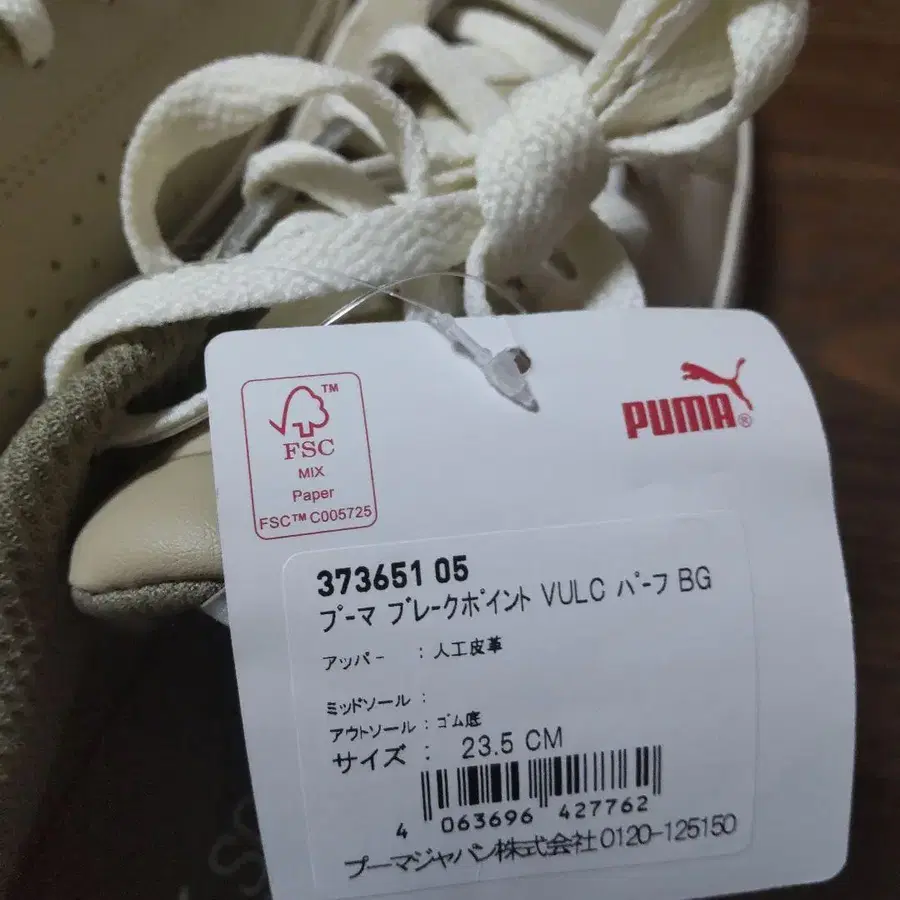 FSC™
MIX
Paper
FSC™ C005725
PUMA®
373651 05
プーマ ブレークポイント VULC パーフ BG
アッパー : 人工皮革
ミッドソール :
アウトソール : ゴム底
サイズ : 23.5 CM
4 063696 427762
プーマジャパン株式会社 0120-125150